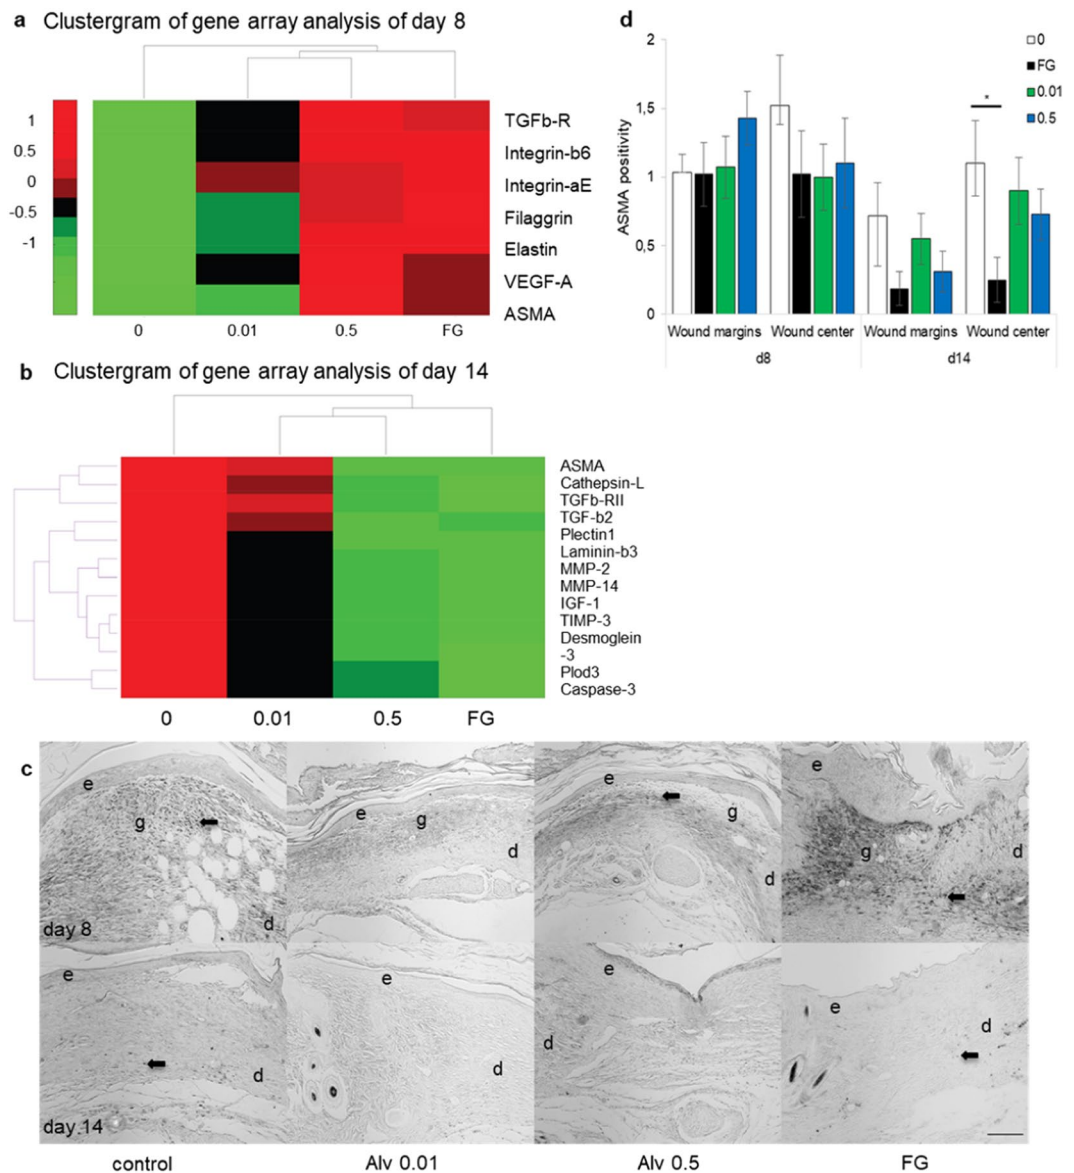 a Clustergram of gene array analysis of day 8
1
0.5
0
-0.5
-1
TGFb-R
Integrin-b6
Integrin-aE
Filaggrin
Elastin
VEGF-A
ASMA
0 0.01 0.5 FG
d
ASMA positivity
2
1,5
1
0,5
0
0
FG
0.01
0.5
*
Wound margins Wound center Wound margins Wound center
d8 d14
b Clustergram of gene array analysis of day 14
ASMA
Cathepsin-L
TGFb-RII
TGF-b2
Plectin1
Laminin-b3
MMP-2
MMP-14
IGF-1
TIMP-3
Desmoglein
-3
Plod3
Caspase-3
0 0.01 0.5 FG
c
e g d
day 8
e g d
e g d
e g d
e d
day 14
e d
e d
e d
control Alv 0.01 Alv 0.5 FG